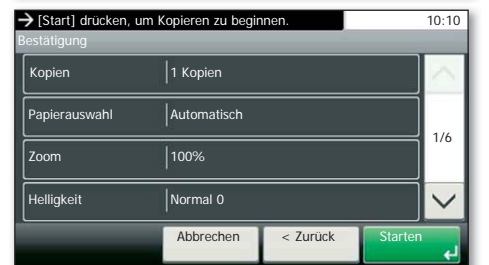 → [Start] drücken, um Kopieren zu beginnen. 10:10
Bestätigung
Kopien 1 Kopien
Papierauswahl Automatisch
1/6
Zoom 100%
Helligkeit Normal 0
Abbrechen < Zurück Starten